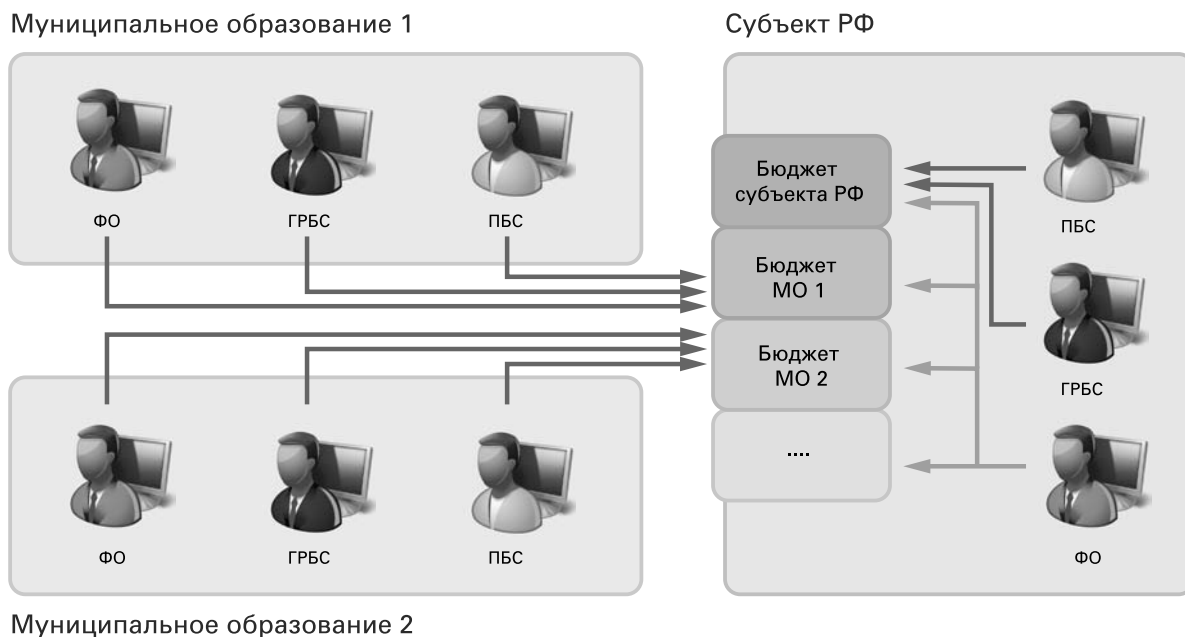 Муниципальное образование 1
ФО
ГРБС
ПБС
ФО
ГРБС
ПБС
Муниципальное образование 2
Субъект РФ
Бюджет
субъекта РФ
Бюджет
МО 1
Бюджет
МО 2
....
ПБС
ГРБС
ФО